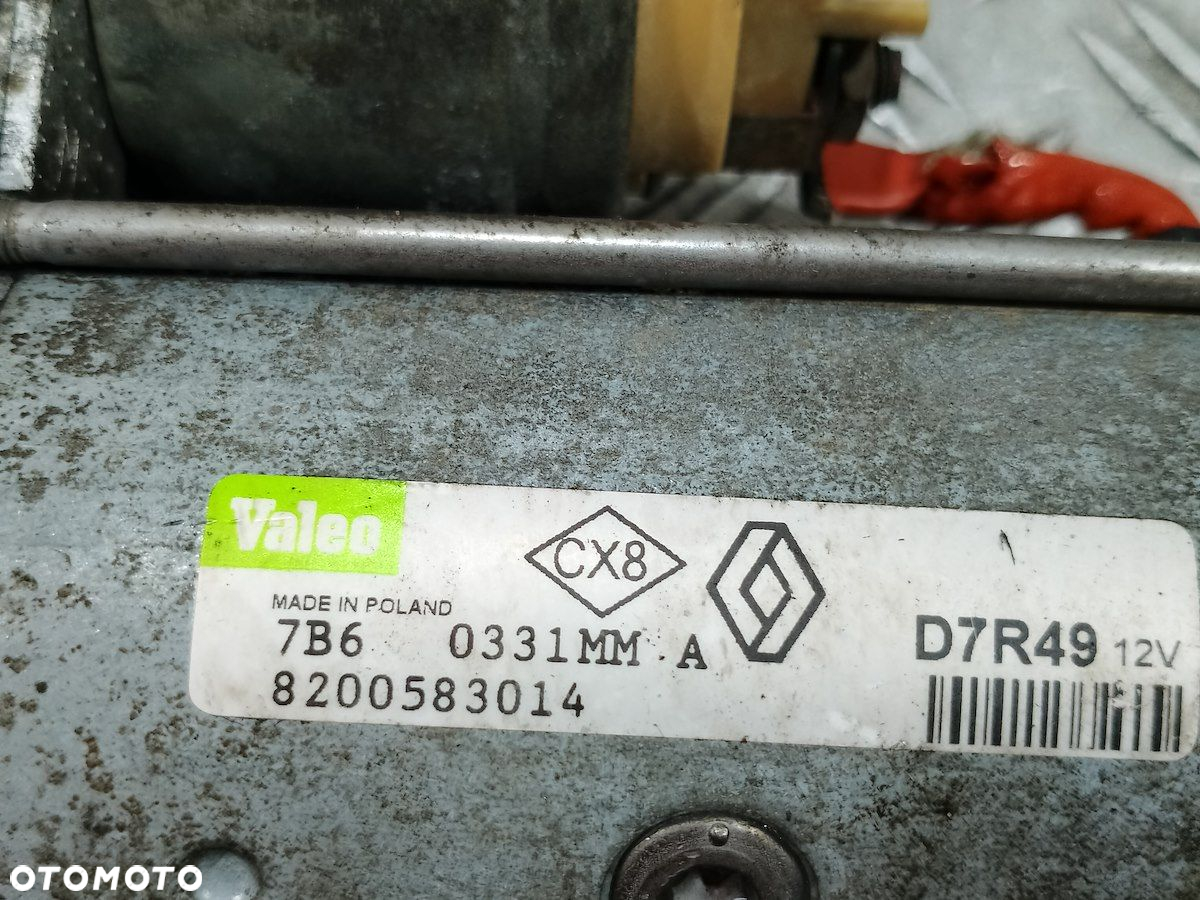 Valeo
CX8
MADE IN POLAND
7B6 0331MM A
D7R49 12V
8200583014
OTOMOTO